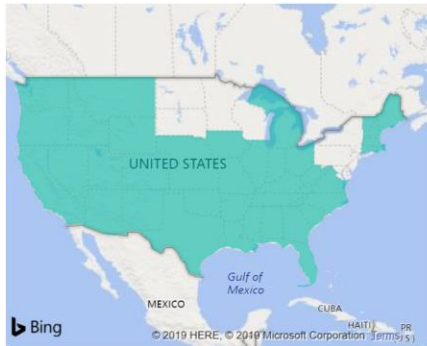 UNITED STATES
Gulf of
Mexico
MEXICO
CUBA
HAITI
PR
Bing
© 2019 HERE, © 2019 Microsoft Corporation Terms